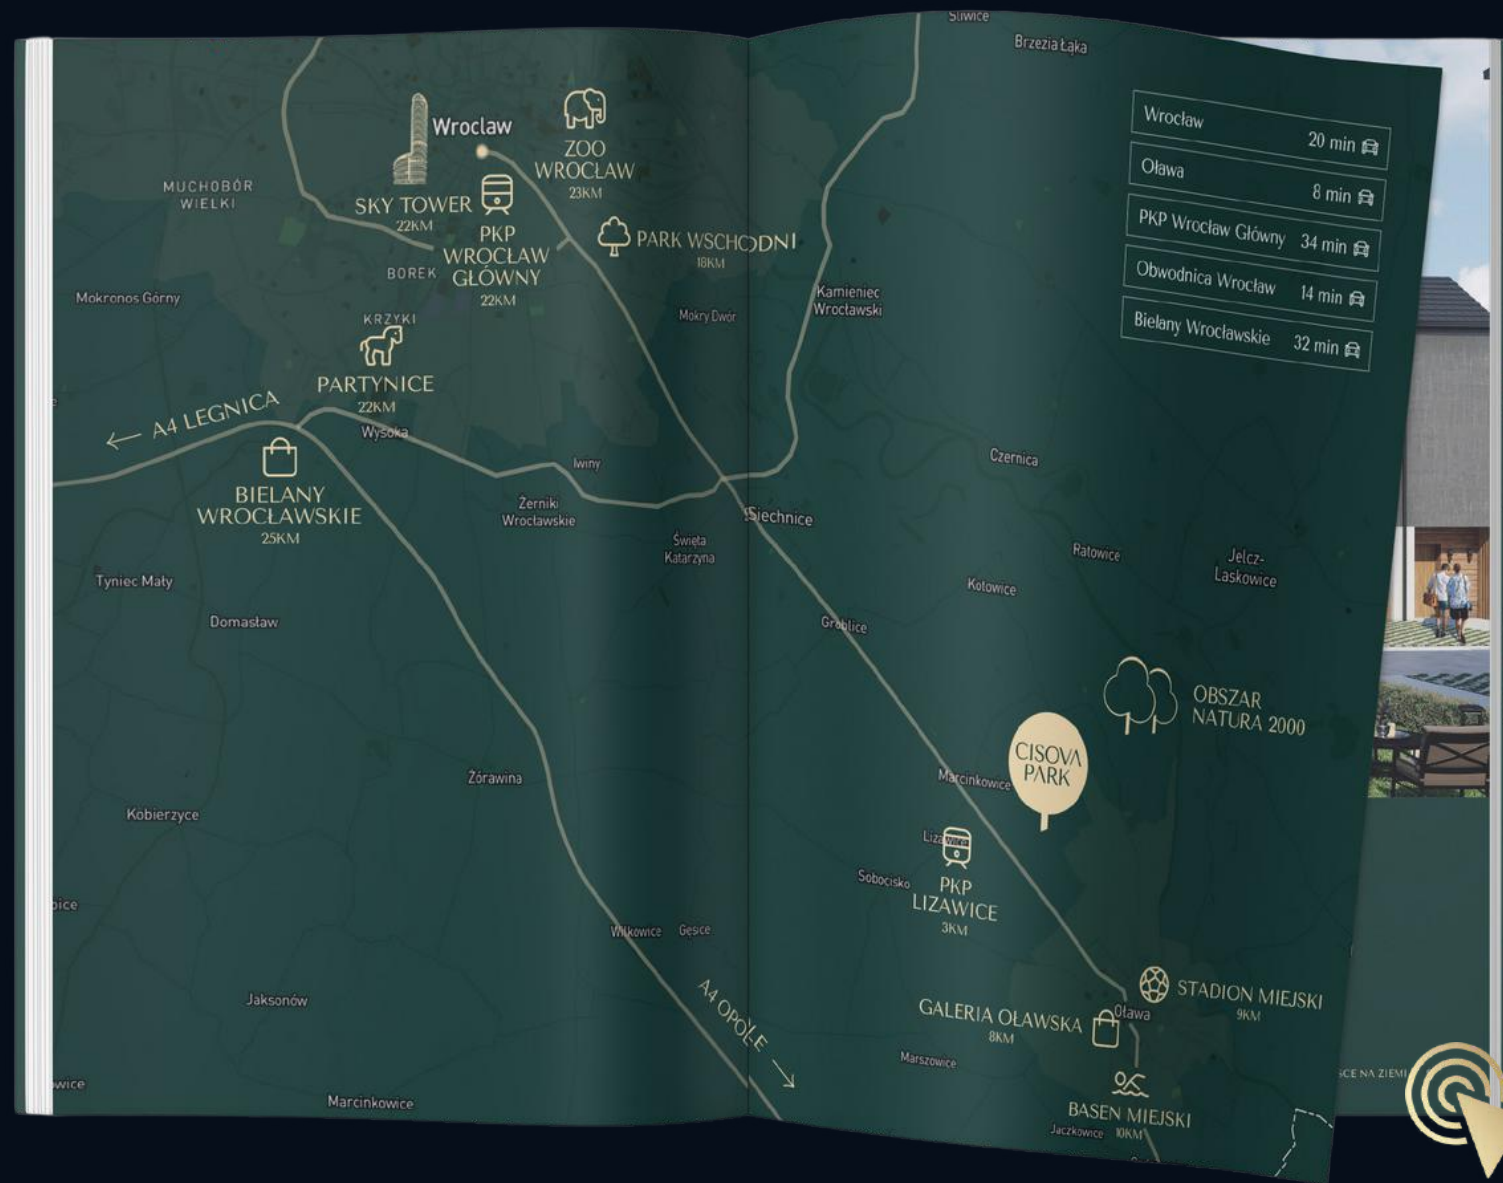 Śliwice
Brzezia Łąka
Wrocław
20 min
Oława
8 min
PKP Wrocław Główny
34 min
Obwodnica Wrocław
14 min
Bielany Wrocławskie
32 min
Wroclaw
ZOO
WROCŁAW
23KM
MUCHOBÓR
WIELKI
SKY TOWER
22KM
PKP
WROCŁAW
GŁÓWNY
22KM
PARK WSCHODNI
18KM
BOREK
Mokronos Górny
KRZYKI
Mokry Dwór
Kamieniec
Wrocławski
PARTYNICE
22KM
← A4 LEGNICA
Wysoka
Iwiny
Czernica
BIELANY
WROCŁAWSKIE
25KM
Żerniki
Wrocławskie
Siechnice
Święta
Katarzyna
Ratowice
Jelcz-
Laskowice
Tyniec Mały
Kotowice
Domasław
Groblice
OBSZAR
NATURA 2000
CISOVA
PARK
Żórawina
Marcinkowice
Kobierzyce
Lizawice
Sobocisko
PKP
LIZAWICE
3KM
Wilkowice
Gęsice
A4 OPOLE →
Jaksonów
STADION MIEJSKI
9KM
GALERIA OŁAWSKA
8KM
Oława
Marszowice
BASEN MIEJSKI
10KM
Jaczkowice
Marcinkowice
NA ZIEMI